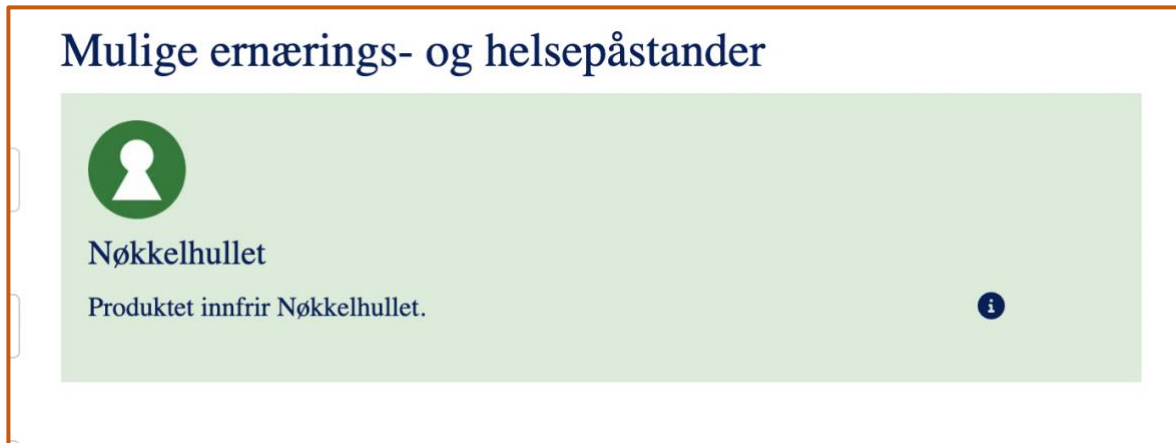 Mulige ernærings- og helsepåstander
Nøkkelhullet
Produktet innfrir Nøkkelhullet.
i